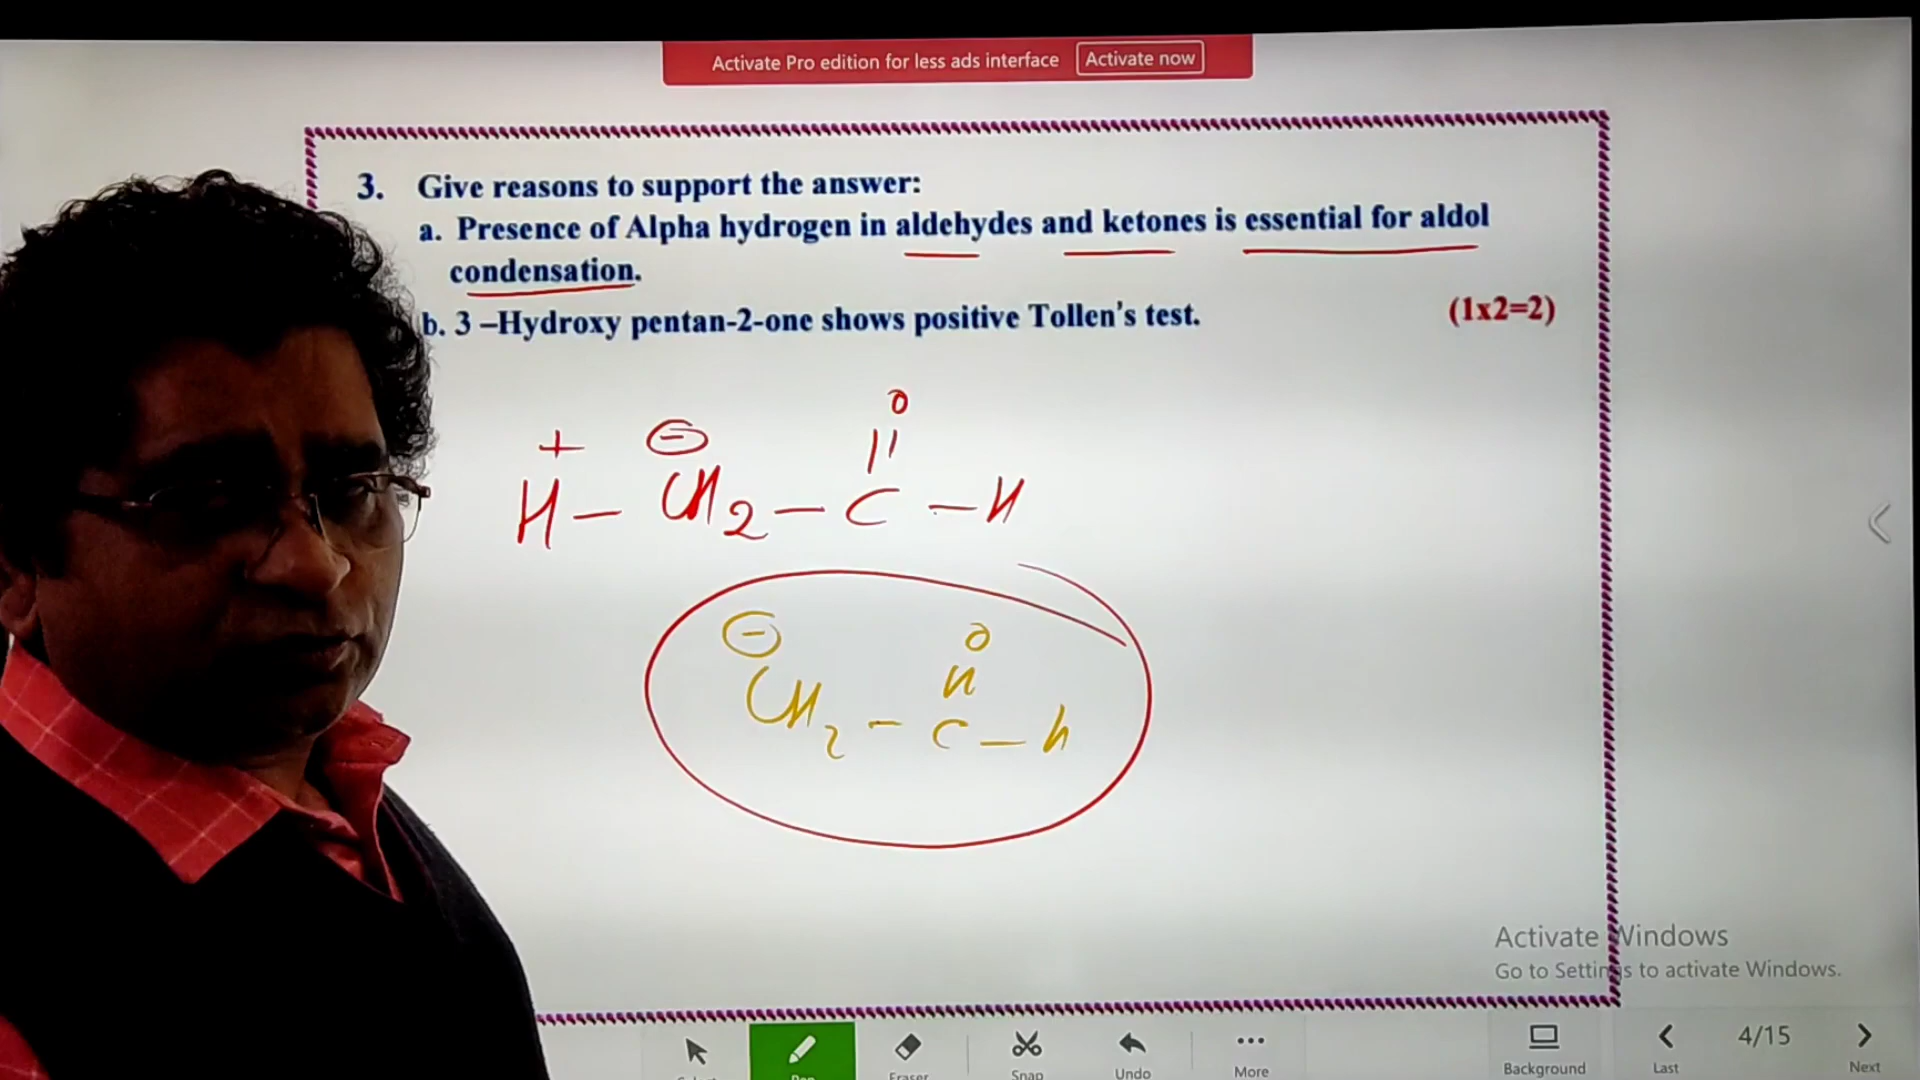 Activate Pro edition for less ads interface Activate now
3. Give reasons to support the answer:
a. Presence of Alpha hydrogen in aldehydes and ketones is essential for aldol
condensation.
b. 3 –Hydroxy pentan-2-one shows positive Tollen's test. (1x2=2)
O
+ ⊖ ||
H – CH2 – C – H
⊖ O
||
CH2 – C – H
Activate Windows
Go to Settings to activate Windows.
4/15
Eraser Snap Undo More Background Last Next